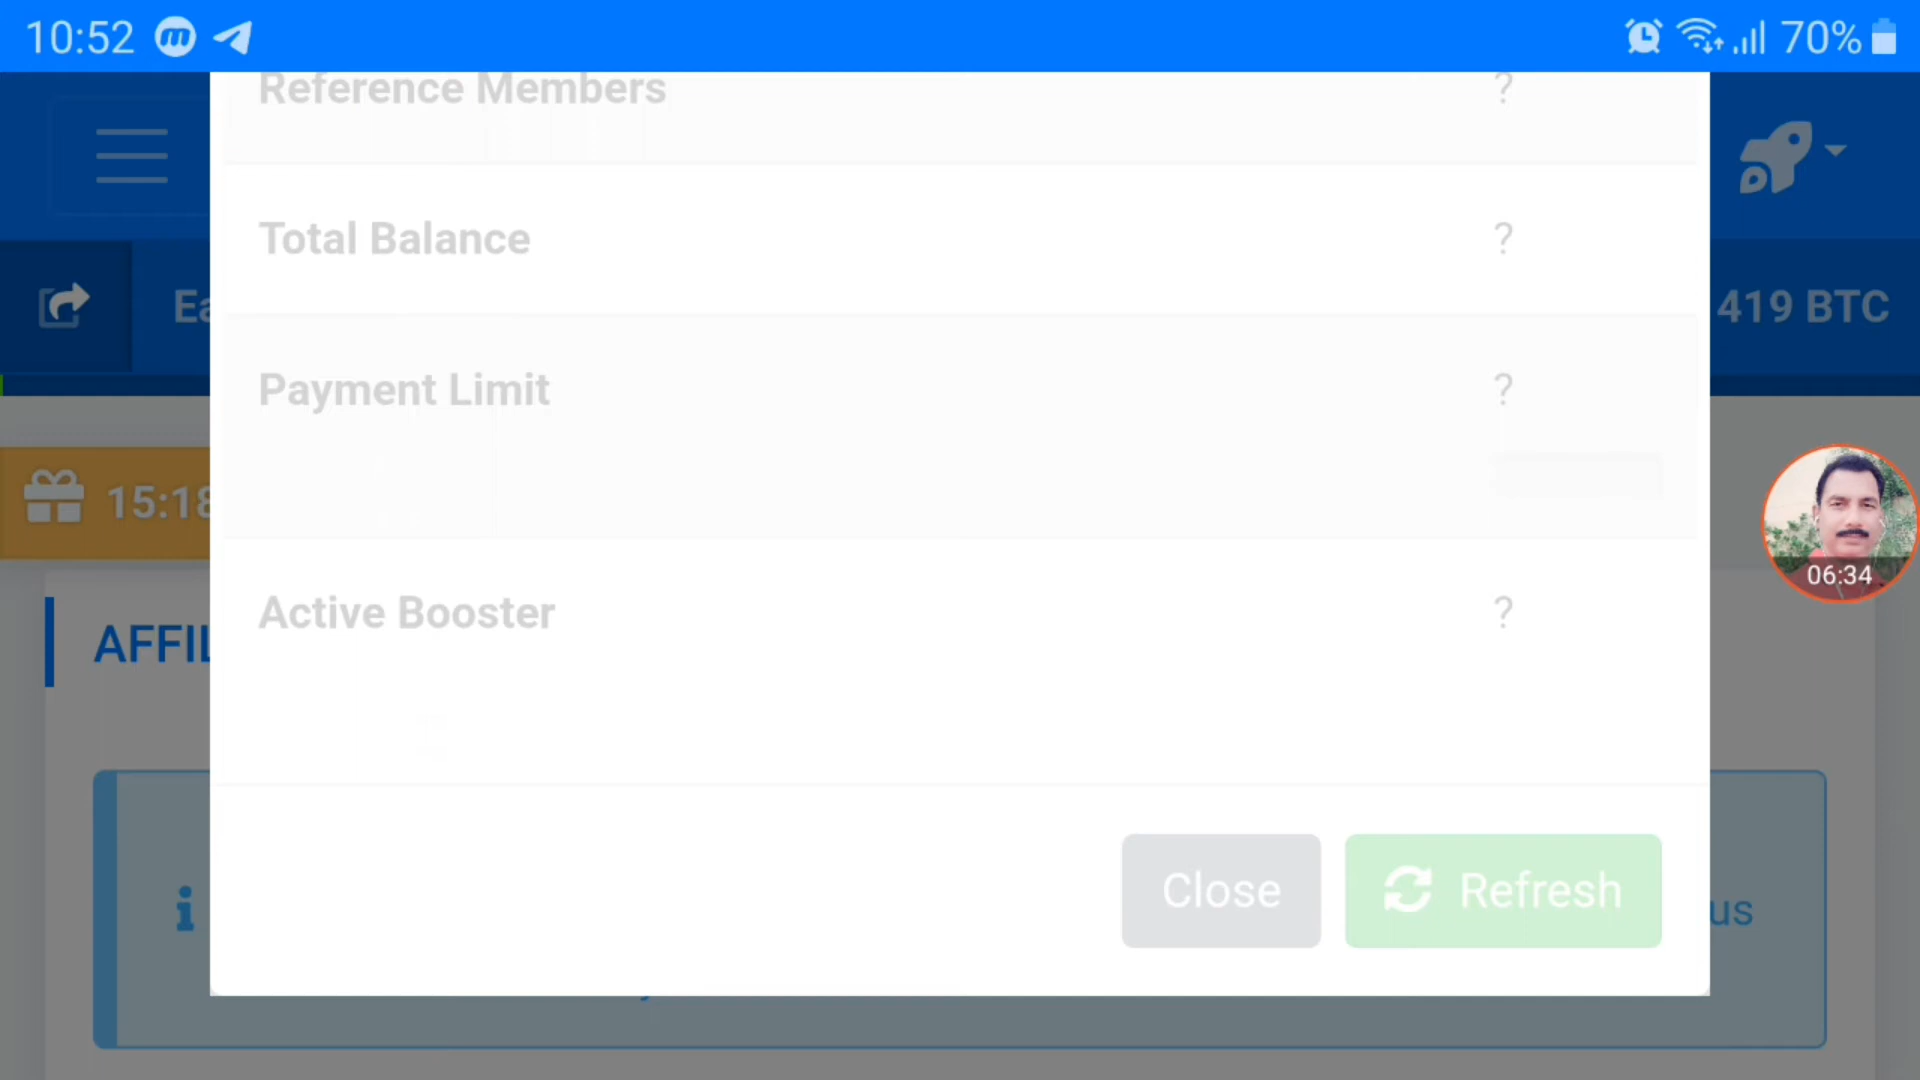 10:52
70%
Reference Members ?
Total Balance ?
419 BTC
Payment Limit ?
15:18
06:34
Active Booster ?
AFFIL
Close
Refresh
us